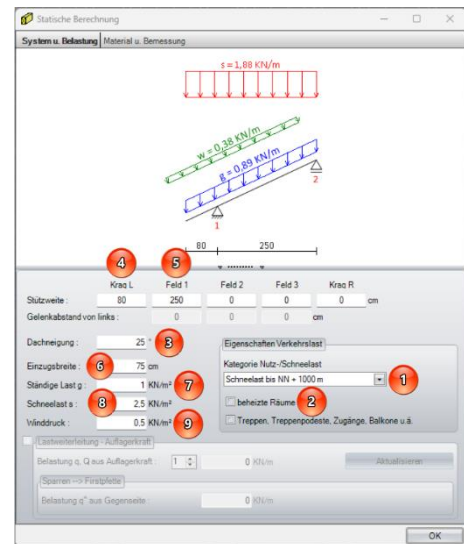 Statische Berechnung
System u. Belastung Material u. Bemessung
s = 1,88 KN/m
w = 0,38 KN/m
g = 0,89 KN/m
2
1
80 250
4 5
Krag L Feld 1 Feld 2 Feld 3 Krag R
Stützweite : 80 250 0 0 0 cm
Gelenkabstand von links : 0 0 0 cm
Dachneigung : 25 ° 3
Eigenschaften Verkehrslast
Einzugsbreite : 6 75 cm
Kategorie Nutz-/Schneelast
Ständige Last g : 1 KN/m² 7
Schneelast bis NN + 1000 m 1
Schneelast s : 8 2,5 KN/m²
beheizte Räume 2
Winddruck : 0,5 KN/m² 9
Treppen, Treppenpodeste, Zugänge, Balkone u.ä.
Lastweiterleitung - Auflagerkraft
Belastung q, Q aus Auflagerkraft : 1 0 KN/m Aktualisieren
Sparren --> Firstpfette
Belastung q" aus Gegenseite : 0 KN/m
OK